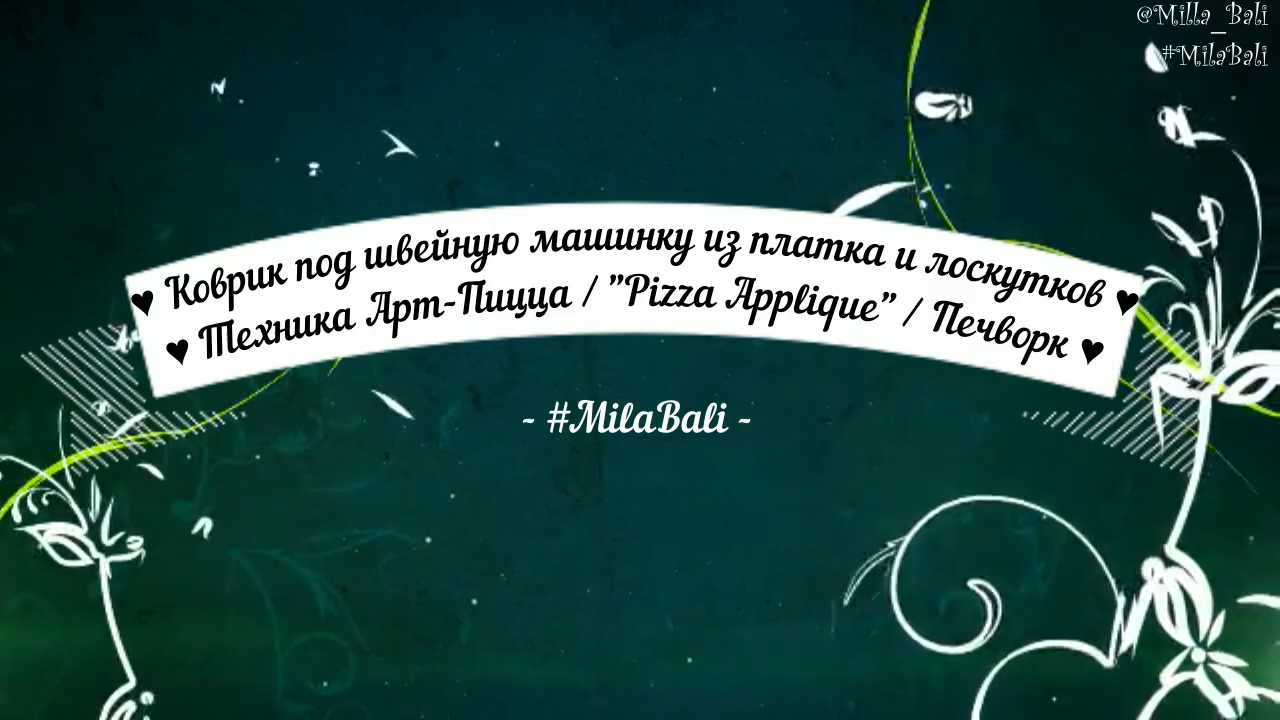 @Milla_Bali
#MilaBali
♥ Коврик под швейную машинку из платка и лоскутков ♥
♥ Техника Арт-Пицца / "Pizza Applique" / Печворк ♥
~ #MilaBali ~